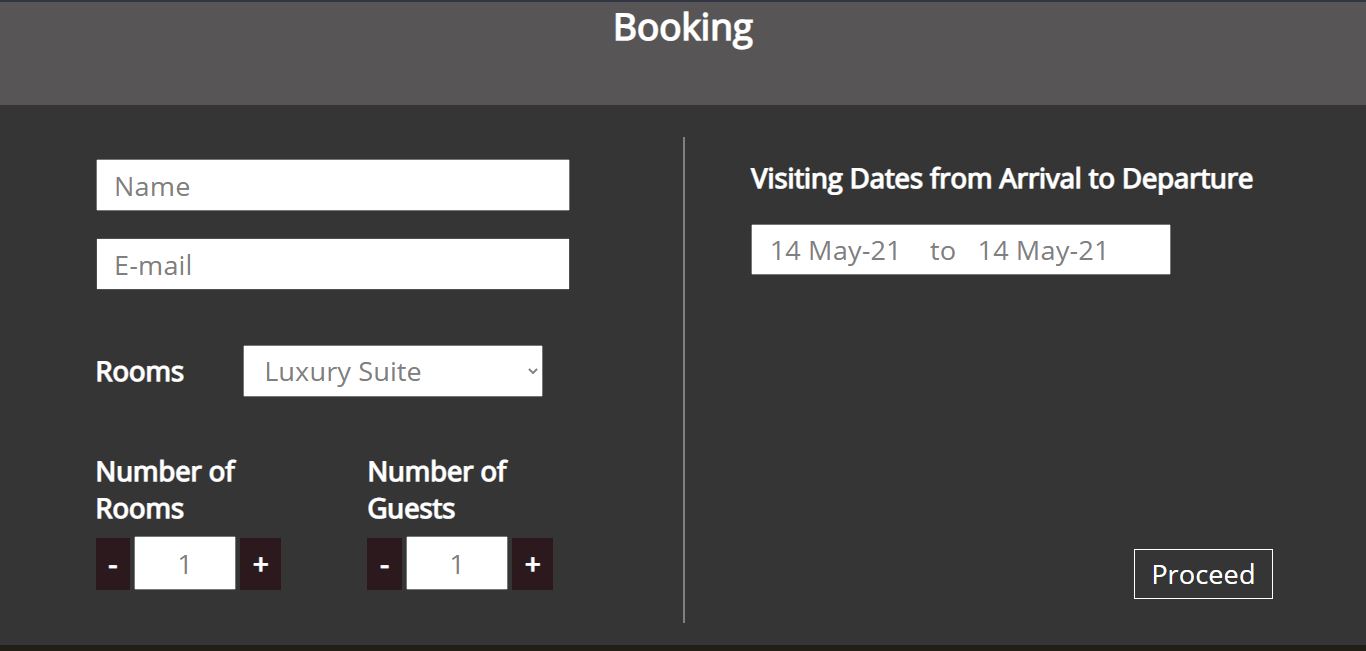 Booking
Name
E-mail
Rooms
Luxury Suite
Number of
Rooms
- 1 +
Number of
Guests
- 1 +
Visiting Dates from Arrival to Departure
14 May-21 to 14 May-21
Proceed